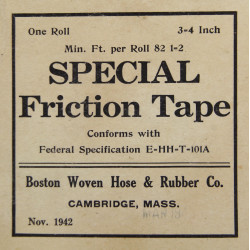 One Roll 3-4 Inch
Min. Ft. per Roll 82 1-2
SPECIAL
Friction Tape
Conforms with
Federal Specification E-HH-T-101A
Boston Woven Hose & Rubber Co.
CAMBRIDGE, MASS.
Nov. 1942